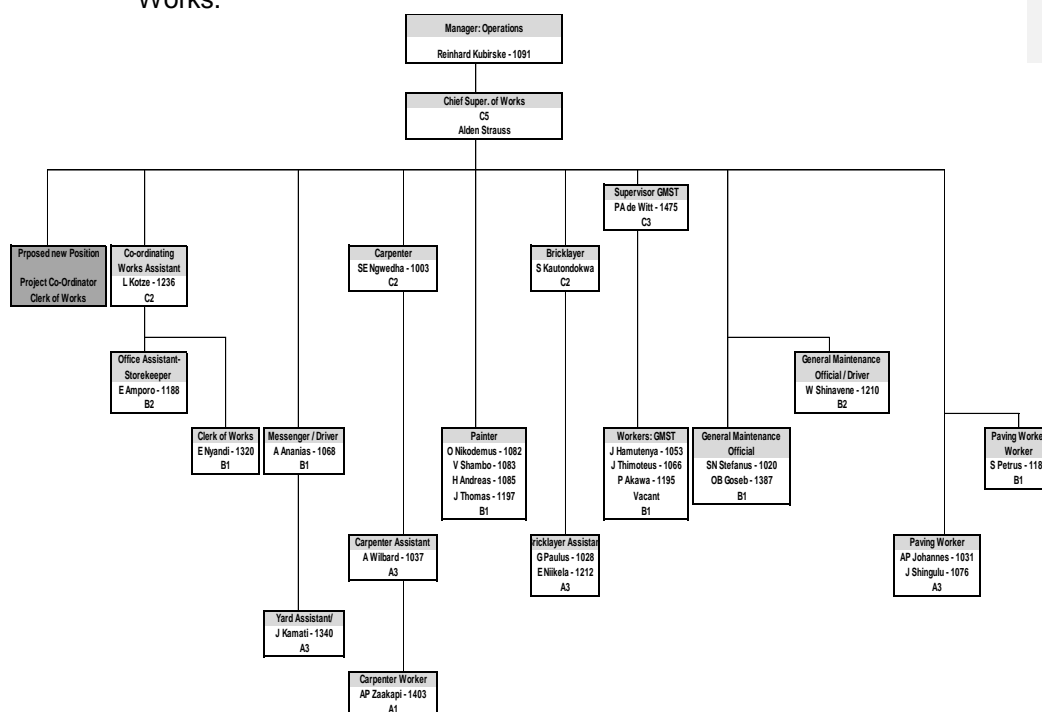 Works.
Manager: Operations
Reinhard Kubirske - 1091
Chief Super. of Works
C5
Alden Strauss
Supervisor GMST
PA de Witt - 1475
C3
Prposed new Position
Project Co-Ordinator
Clerk of Works
Co-ordinating
Works Assistant
L Kotze - 1236
C2
Carpenter
SE Ngwedha - 1003
C2
Bricklayer
S Kautondokwa
C2
Office Assistant-
Storekeeper
E Amporo - 1188
B2
General Maintenance
Official / Driver
W Shinavene - 1210
B2
Clerk of Works
E Nyandi - 1320
B1
Messenger / Driver
A Ananias - 1068
B1
Painter
O Nikodemus - 1082
V Shambo - 1083
H Andreas - 1085
J Thomas - 1197
B1
Workers: GMST
J Hamutenya - 1053
J Thimoteus - 1066
P Akawa - 1195
Vacant
B1
General Maintenance
Official
SN Stefanus - 1020
OB Goseb - 1387
B1
Paving Worke
Worker
S Petrus - 118
B1
Carpenter Assistant
A Wilbard - 1037
A3
ricklayer Assistan
G Paulus - 1028
E Niikela - 1212
A3
Paving Worker
AP Johannes - 1031
J Shingulu - 1076
A3
Yard Assistant/
J Kamati - 1340
A3
Carpenter Worker
AP Zaakapi - 1403
A1